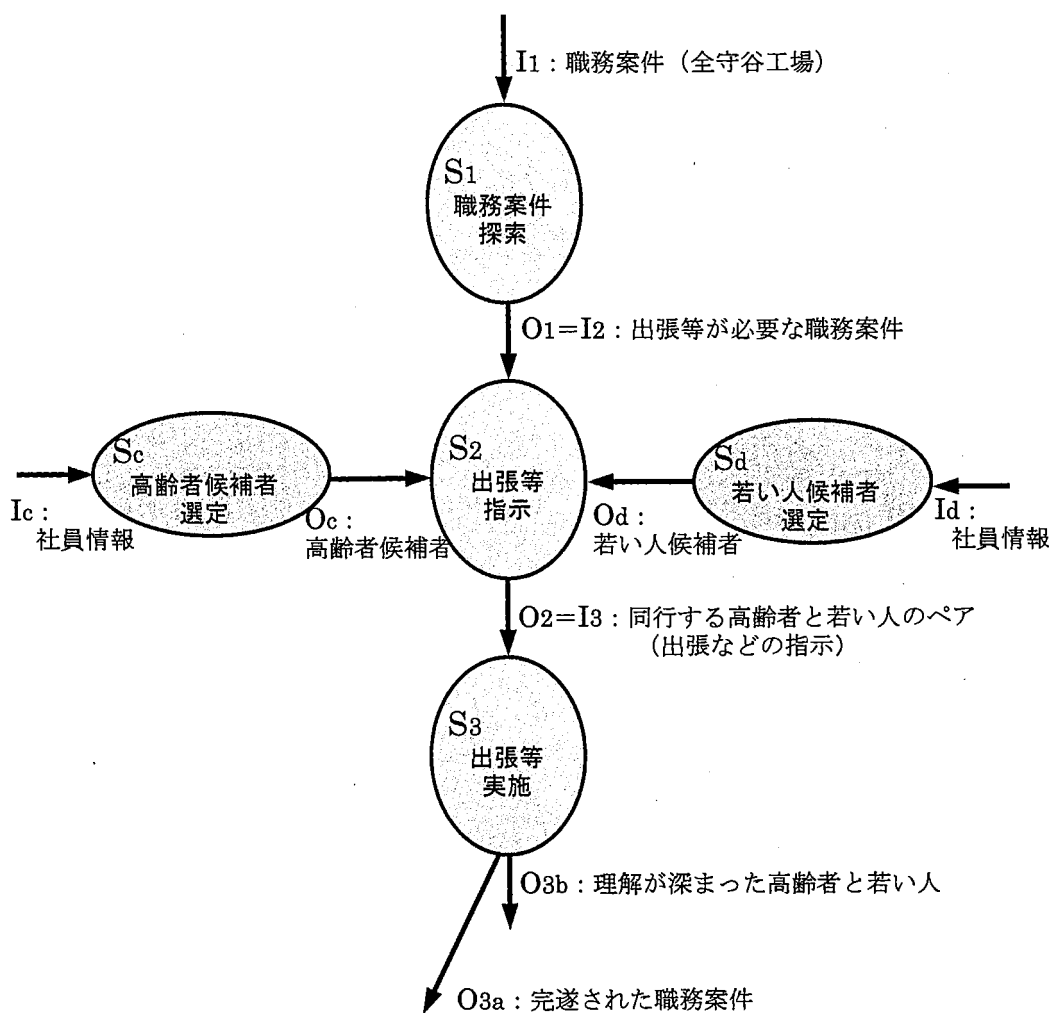 I1：職務案件（全守谷工場）
S1
職務案件
探索
O1=I2：出張等が必要な職務案件
Sc
高齢者候補者
選定
Ic：
社員情報
Oc：
高齢者候補者
S2
出張等
指示
Sd
若い人候補者
選定
Od：
若い人候補者
Id：
社員情報
O2=I3：同行する高齢者と若い人のペア
（出張などの指示）
S3
出張等
実施
O3b：理解が深まった高齢者と若い人
O3a：完遂された職務案件